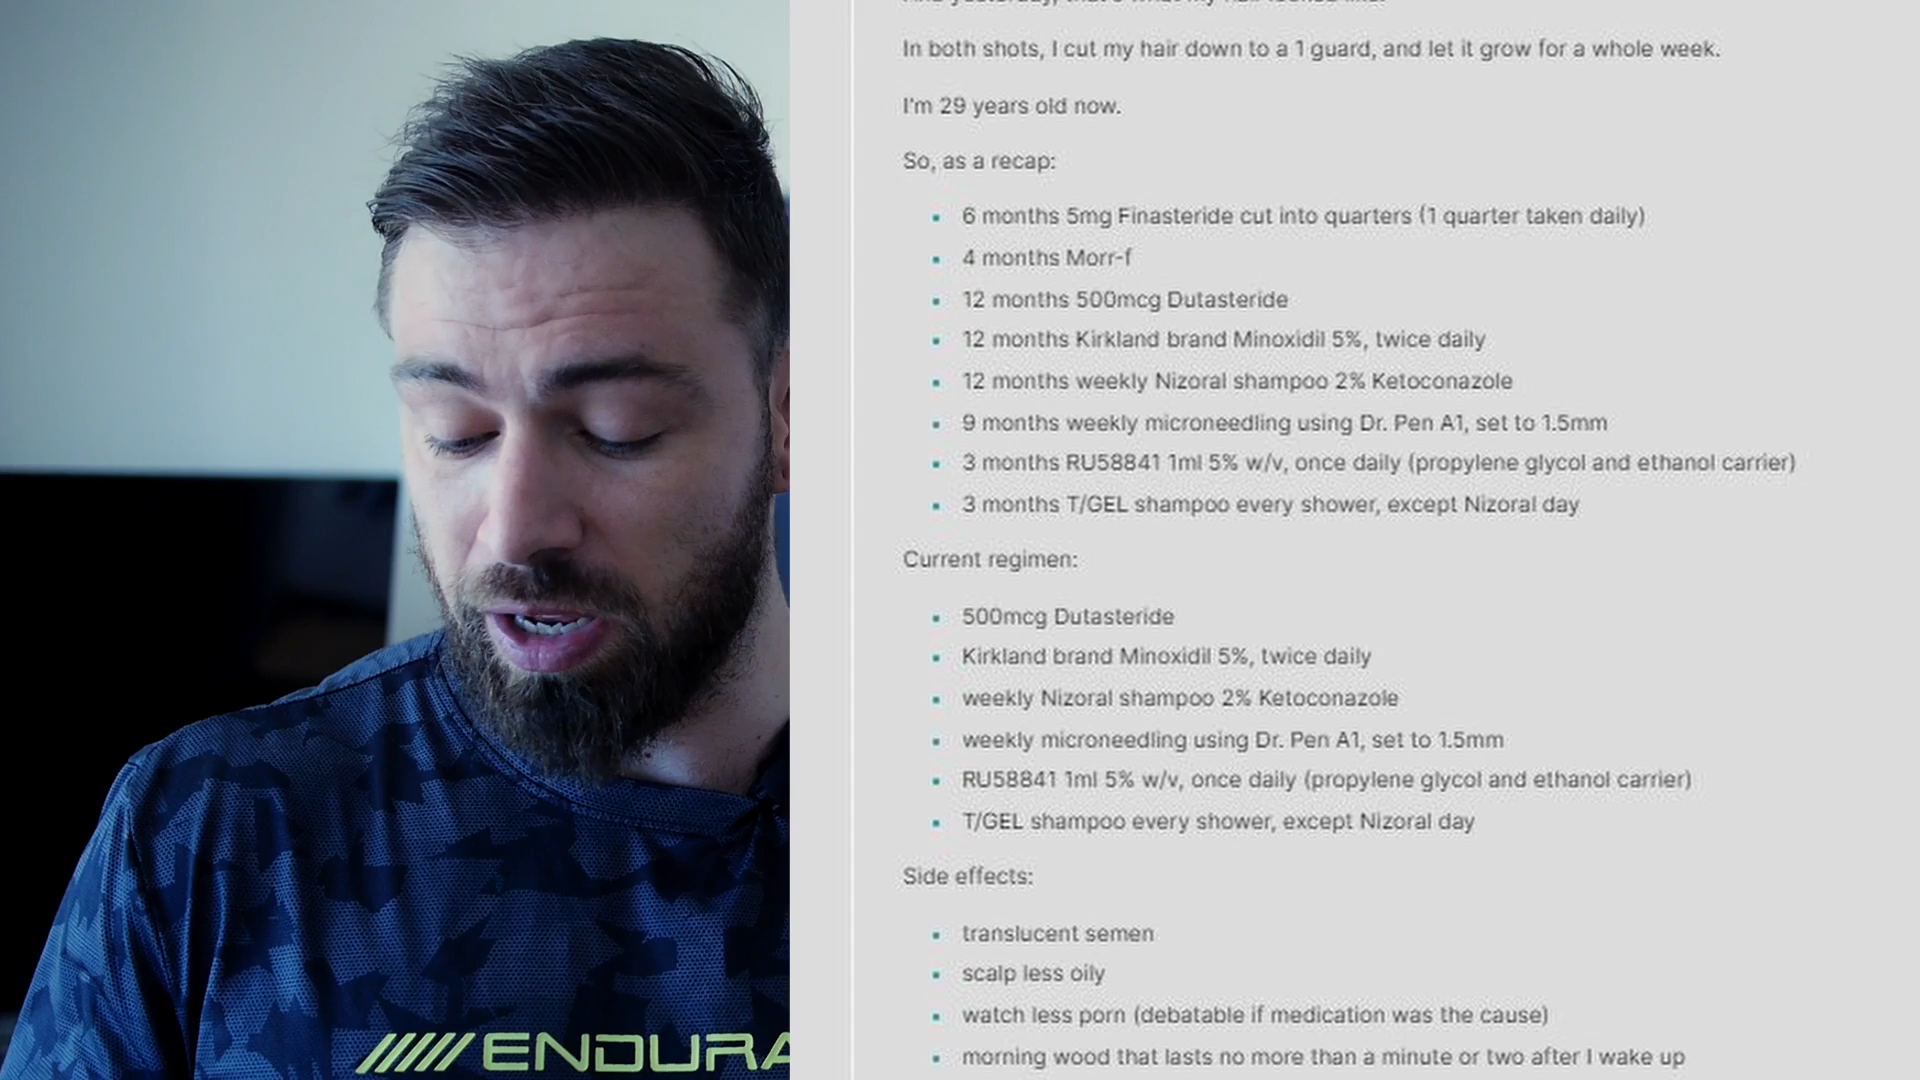 In both shots, I cut my hair down to a 1 guard, and let it grow for a whole week.
I'm 29 years old now.
So, as a recap:
6 months 5mg Finasteride cut into quarters (1 quarter taken daily)
4 months Morr-f
12 months 500mcg Dutasteride
12 months Kirkland brand Minoxidil 5%, twice daily
12 months weekly Nizoral shampoo 2% Ketoconazole
9 months weekly microneedling using Dr. Pen A1, set to 1.5mm
3 months RU58841 1ml 5% w/v, once daily (propylene glycol and ethanol carrier)
3 months T/GEL shampoo every shower, except Nizoral day
Current regimen:
500mcg Dutasteride
Kirkland brand Minoxidil 5%, twice daily
weekly Nizoral shampoo 2% Ketoconazole
weekly microneedling using Dr. Pen A1, set to 1.5mm
RU58841 1ml 5% w/v, once daily (propylene glycol and ethanol carrier)
T/GEL shampoo every shower, except Nizoral day
Side effects:
translucent semen
scalp less oily
watch less porn (debatable if medication was the cause)
morning wood that lasts no more than a minute or two after I wake up
ENDURA